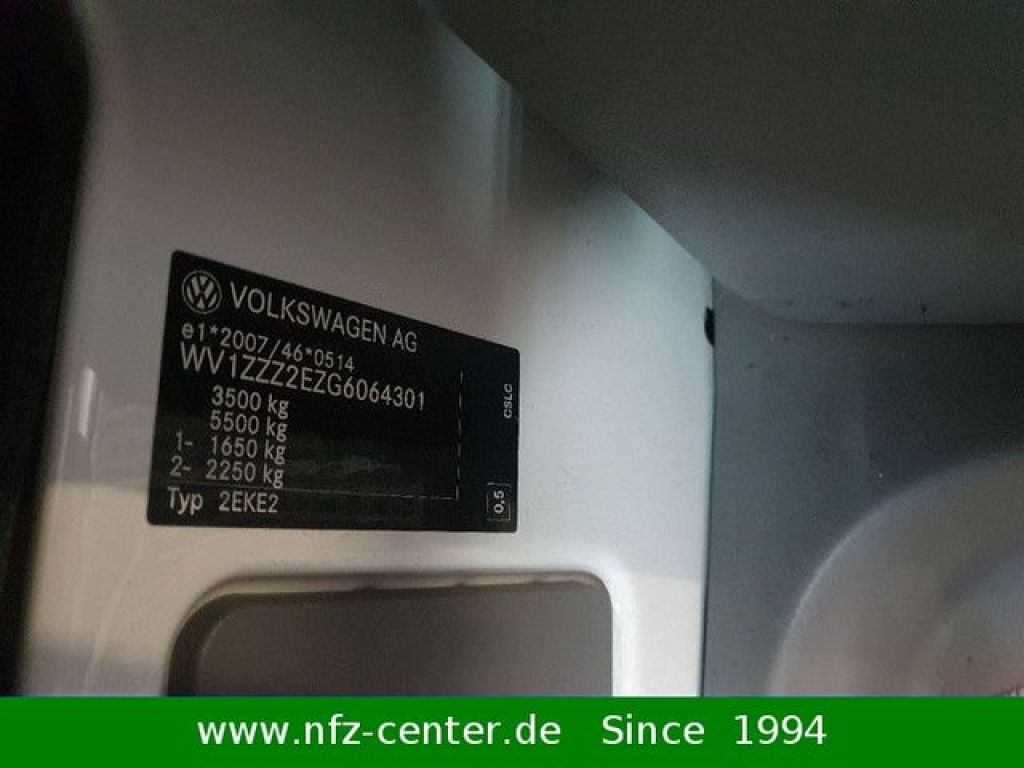 VOLKSWAGEN AG
e1*2007/46*0514
WV1ZZZ2EZG6064301
3500 kg
5500 kg
1- 1650 kg
2- 2250 kg
Typ 2EKE2
CSLC
0,5
www.nfz-center.de Since 1994